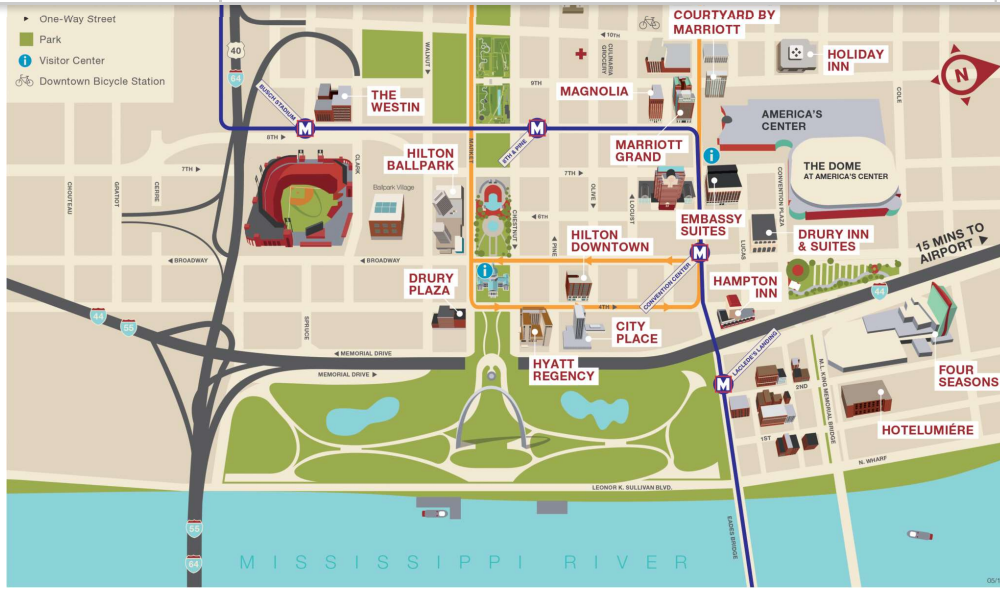 One-Way Street
Park
Visitor Center
Downtown Bicycle Station
40
64
BUSCH STADIUM
M
THE
WESTIN
WALNUT
10TH
CULINARIA
GROCERY
COURTYARD BY
MARRIOTT
HOLIDAY
INN
N
9TH
MAGNOLIA
COLE
AMERICA'S
CENTER
8TH
MARKET
8TH & PINE
M
MARRIOTT
GRAND
i
HILTON
BALLPARK
7TH
7TH
CLARK
Ballpark Village
THE DOME
AT AMERICA'S CENTER
CONVENTION PLAZA
CHOUTEAU
GRATIOT
CERRE
CHESTNUT
OLIVE
LOCUST
6TH
PINE
EMBASSY
SUITES
LUCAS
DRURY INN
& SUITES
15 MINS TO
AIRPORT
HILTON
DOWNTOWN
BROADWAY
BROADWAY
M
CONVENTION CENTER
i
DRURY
PLAZA
HAMPTON
INN
44
4TH
44
55
SPRUCE
CITY
PLACE
MEMORIAL DRIVE
MEMORIAL DRIVE
HYATT
REGENCY
LACLEDE'S LANDING
M
2ND
M.L. KING MEMORIAL BRIDGE
FOUR
SEASONS
HOTELUMIÉRE
1ST
N. WHARF
LEONOR K. SULLIVAN BLVD.
EADES BRIDGE
55
64
MISSISSIPPI RIVER